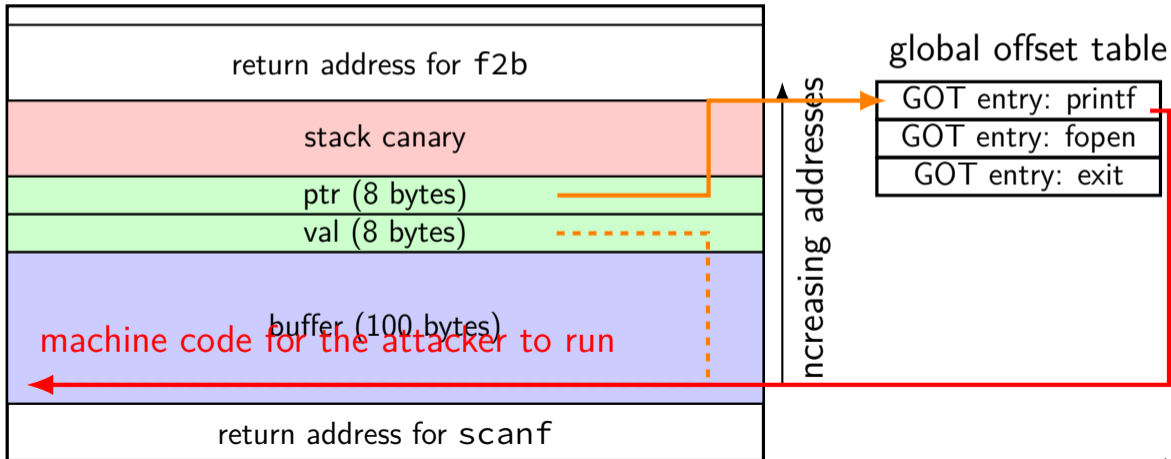 return address for f2b
stack canary
ptr (8 bytes)
val (8 bytes)
buffer (100 bytes)
machine code for the attacker to run
return address for scanf
ncreasing addresses
global offset table
GOT entry: printf
GOT entry: fopen
GOT entry: exit